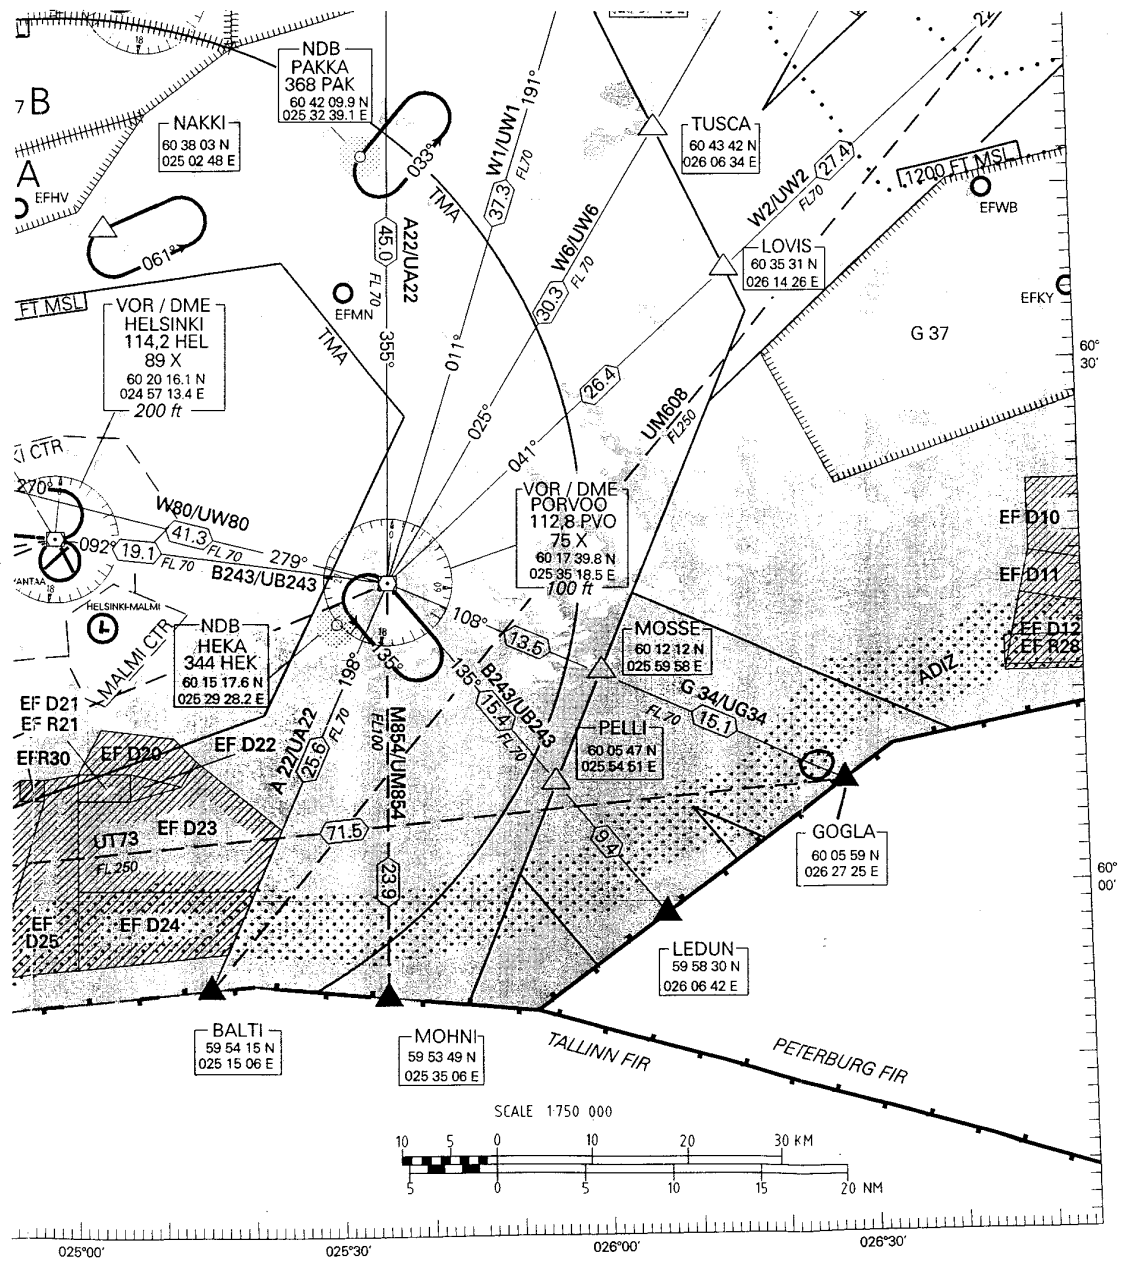 NDB
PAKKA
368 PAK
60 42 09.9 N
025 32 39.1 E
7 B
NAKKI
60 38 03 N
025 02 48 E
A
EFHV
061°
033°
TMA
191°
W1/UW1
FL70
37.3
TUSCA
60 43 42 N
026 06 34 E
27.4
W2/UW2
FL70
1200 FT MSL
EFWB
A22/UA22
45.0
FL 70
W6/UW6
FL 70
30.3
LOVIS
60 35 31 N
026 14 26 E
EFKY
FT MSL
EFMN
TMA
VOR / DME
HELSINKI
114,2 HEL
89 X
60 20 16.1 N
024 57 13.4 E
200 ft
355°
011°
025°
041°
26.4
UM608
FL250
G 37
60°
30'
KI CTR
270°
W80/UW80
41.3
FL 70
279°
092°
19.1
FL 70
B243/UB243
VANTAA
18
VOR / DME
PORVOO
112,8 PVO
75 X
60 17 39.8 N
025 35 18.5 E
100 ft
EF D10
EF D11
EF D12
EF R28
HELSINKI-MALMI
MALMI CTR
NDB
HEKA
344 HEK
60 15 17.6 N
025 29 28.2 E
18
135°
108°
13.5
MOSSE
60 12 12 N
025 59 58 E
ADIZ
198°
135°
B243/UB243
15.4
FL 70
G 34/UG34
FL 70
15.1
EF D21
EF R21
EF R30
EF D20
EF D22
A 22/UA22
25.6
FL 70
M854/UM854
FL100
PELLI
60 05 47 N
025 54 51 E
UT73
FL250
EF D23
71.5
9.4
GOGLA
60 05 59 N
026 27 25 E
23.9
60°
00'
EF
D25
EF D24
LEDUN
59 58 30 N
026 06 42 E
BALTI
59 54 15 N
025 15 06 E
MOHNI
59 53 49 N
025 35 06 E
TALLINN FIR
PETERBURG FIR
SCALE 1:750 000
10 5 0 10 20 30 KM
5 0 5 10 15 20 NM
025°00' 025°30' 026°00' 026°30'